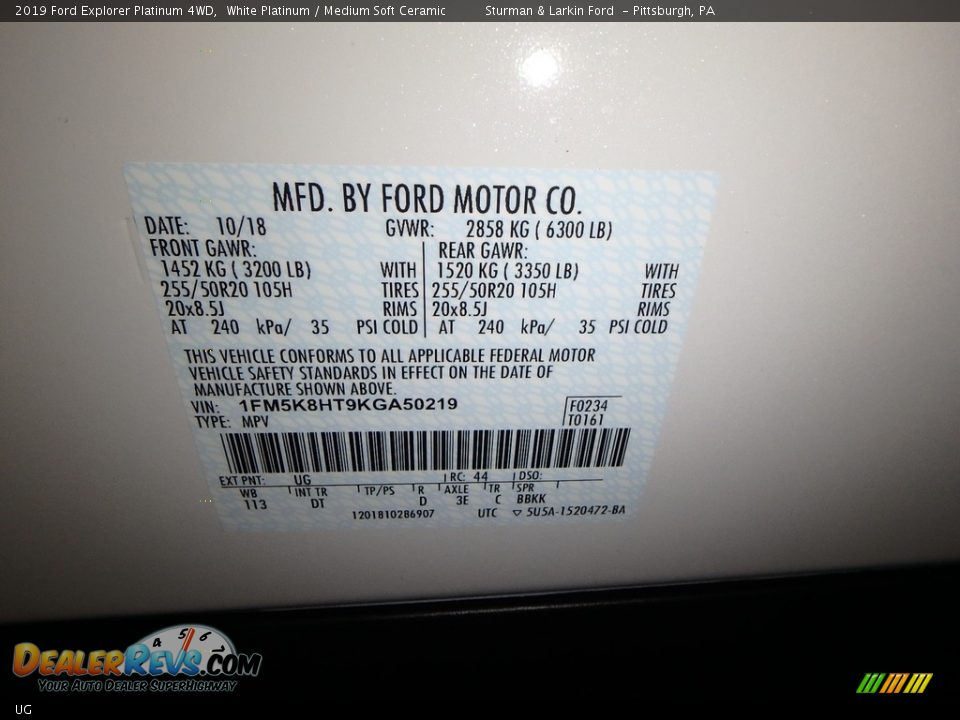 2019 Ford Explorer Platinum 4WD, White Platinum / Medium Soft Ceramic Sturman & Larkin Ford - Pittsburgh, PA
MFD. BY FORD MOTOR CO.
DATE: 10/18 GVWR: 2858 KG ( 6300 LB)
FRONT GAWR: REAR GAWR:
1452 KG ( 3200 LB) WITH 1520 KG ( 3350 LB) WITH
255/50R20 105H TIRES 255/50R20 105H TIRES
20x8.5J RIMS 20x8.5J RIMS
AT 240 kPa/ 35 PSI COLD AT 240 kPa/ 35 PSI COLD
THIS VEHICLE CONFORMS TO ALL APPLICABLE FEDERAL MOTOR
VEHICLE SAFETY STANDARDS IN EFFECT ON THE DATE OF
MANUFACTURE SHOWN ABOVE.
VIN: 1FM5K8HT9KGA50219 F0234
TYPE: MPV T0161
EXT PNT: UG RC: 44 DSO:
WB INT TR TP/PS R AXLE TR SPR
113 DT D 3E C BBKK
1201810286907 UTC ▽ 5U5A-1520472-BA
4 5 6
DEALERREVS.COM
YOUR AUTO DEALER SUPERHIGHWAY
UG